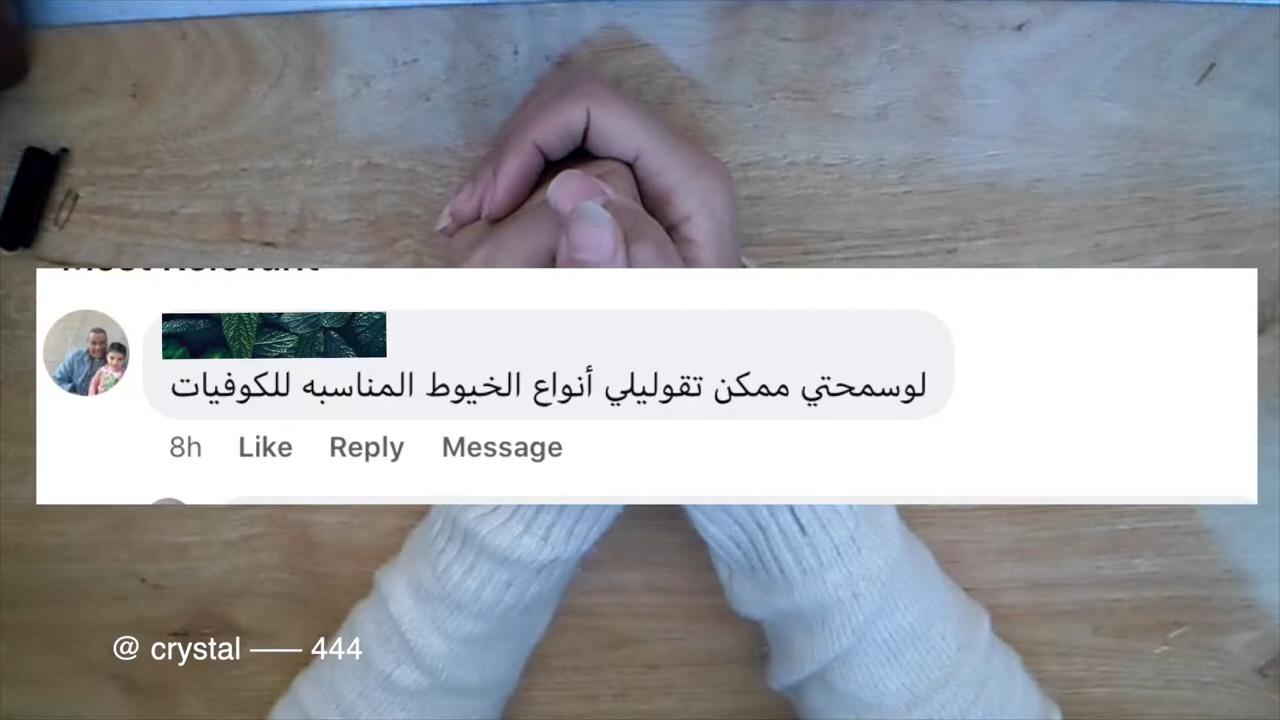 لوسمحتي ممكن تقوليلي أنواع الخيوط المناسبه للكوفيات
8h Like Reply Message
@ crystal —— 444